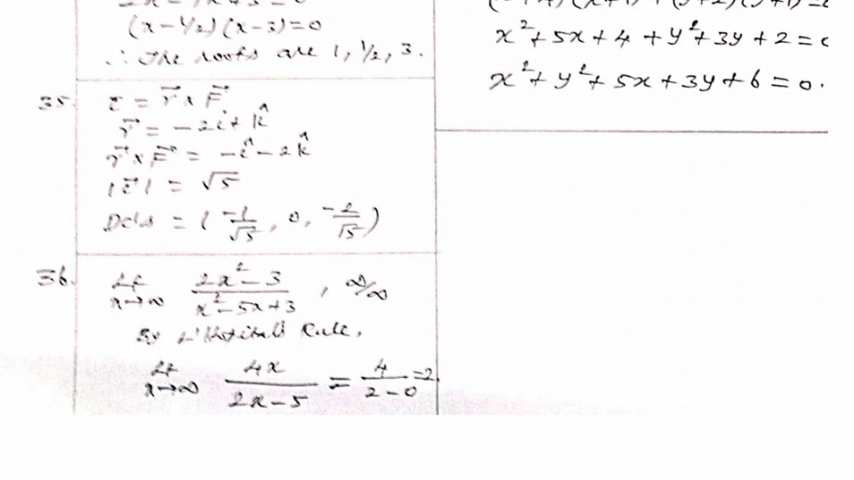 (x-1/2)(x-3)=0
∴ The roots are 1, 1/2, 3.
35. τ⃗ = r⃗ × F⃗
r⃗ = -2i + k̂
r⃗ × F⃗ = -î - 2k̂
|τ⃗| = √5
Dc's = (-1/√5, 0, -2/√5)
36. Lt x→∞ (2x² - 3)/(x² - 5x + 3), ∞/∞
By L'Hospital's Rule,
Lt x→∞ 4x/(2x - 5) = 4/(2 - 0) = 2
x² + 5x + 4 + y² + 3y + 2 = 0
x² + y² + 5x + 3y + 6 = 0.